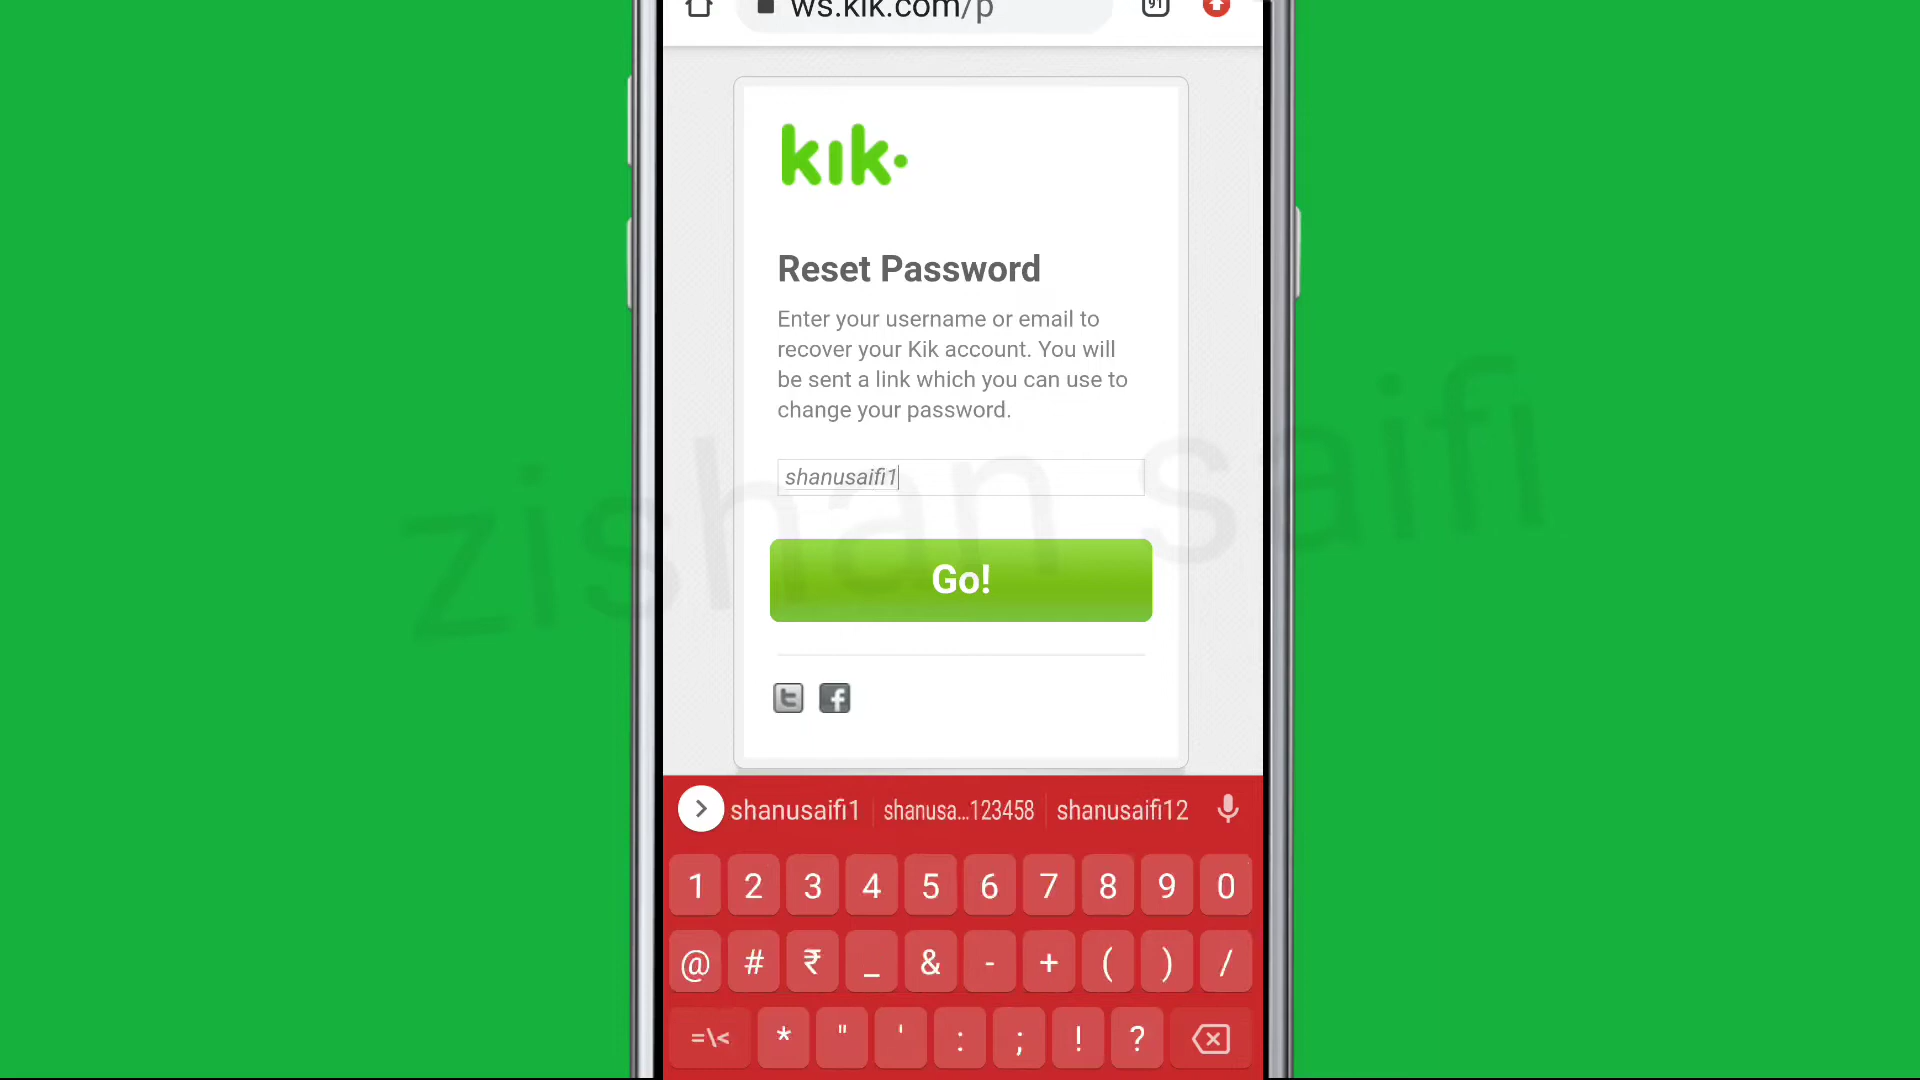 ws.kik.com/p
91
kik.
Reset Password
Enter your username or email to
recover your Kik account. You will
be sent a link which you can use to
change your password.
shanusaifi1
zishan saifi
Go!
t f
shanusaifi1 shanusa...123458 shanusaifi12
1 2 3 4 5 6 7 8 9 0
@ # ₹ _ & - + ( ) /
=\< * " ' : ; ! ?